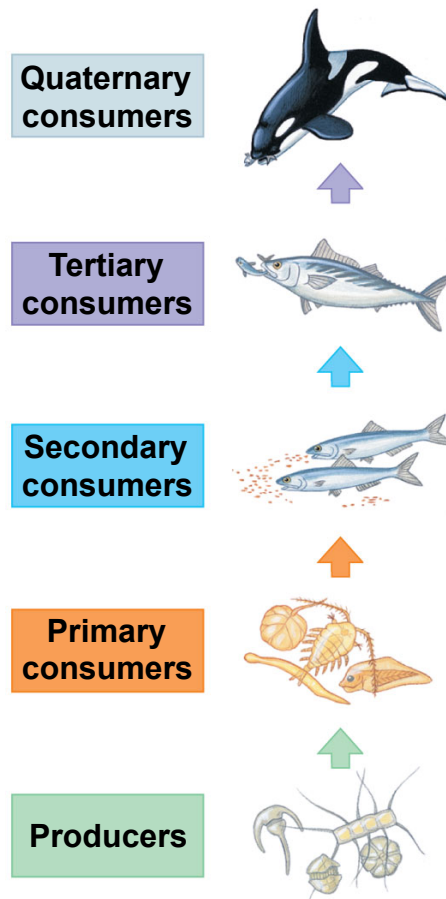 Quaternary
consumers
Tertiary
consumers
Secondary
consumers
Primary
consumers
Producers